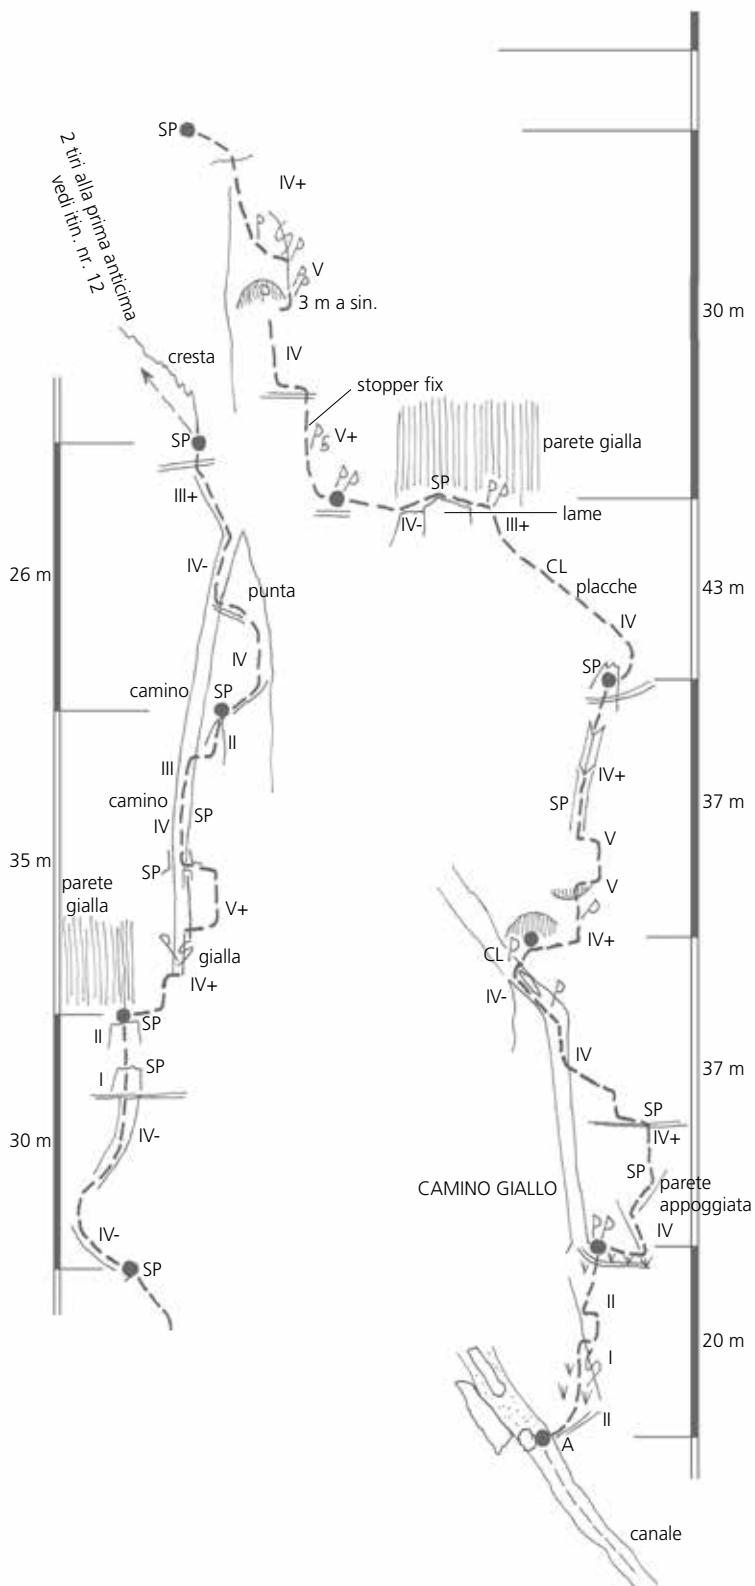 SP
2 tiri alla prima anticima
vedi itin. nr. 12
IV+
V
3 m a sin.
30 m
IV
cresta
stopper fix
V+
parete gialla
SP
SP
III+
IV-
III+
lame
CL
placche
43 m
IV
SP
26 m
IV-
punta
IV
camino
SP
II
III
camino
IV
SP
SP
35 m
parete
gialla
V+
gialla
IV+
II
SP
I
SP
IV-
30 m
IV-
SP
IV+
37 m
SP
V
V
IV+
CL
IV-
IV
37 m
SP
IV+
SP
CAMINO GIALLO
parete
appoggiata
IV
II
20 m
I
II
A
canale